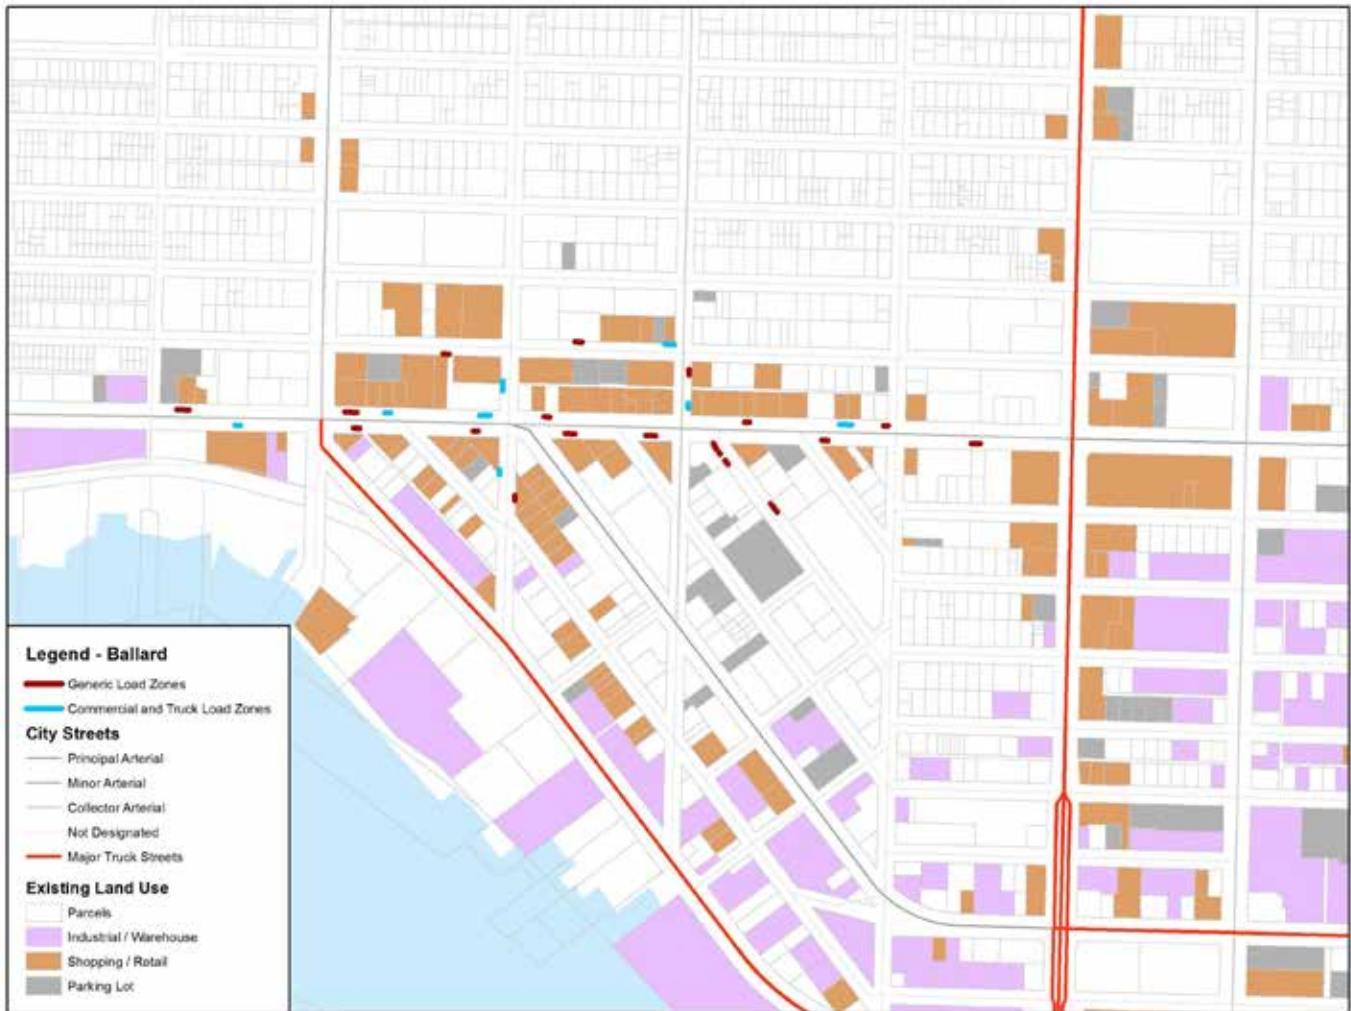 Legend - Ballard
Generic Load Zones
Commercial and Truck Load Zones
City Streets
Principal Arterial
Minor Arterial
Collector Arterial
Not Designated
Major Truck Streets
Existing Land Use
Parcels
Industrial / Warehouse
Shopping / Retail
Parking Lot